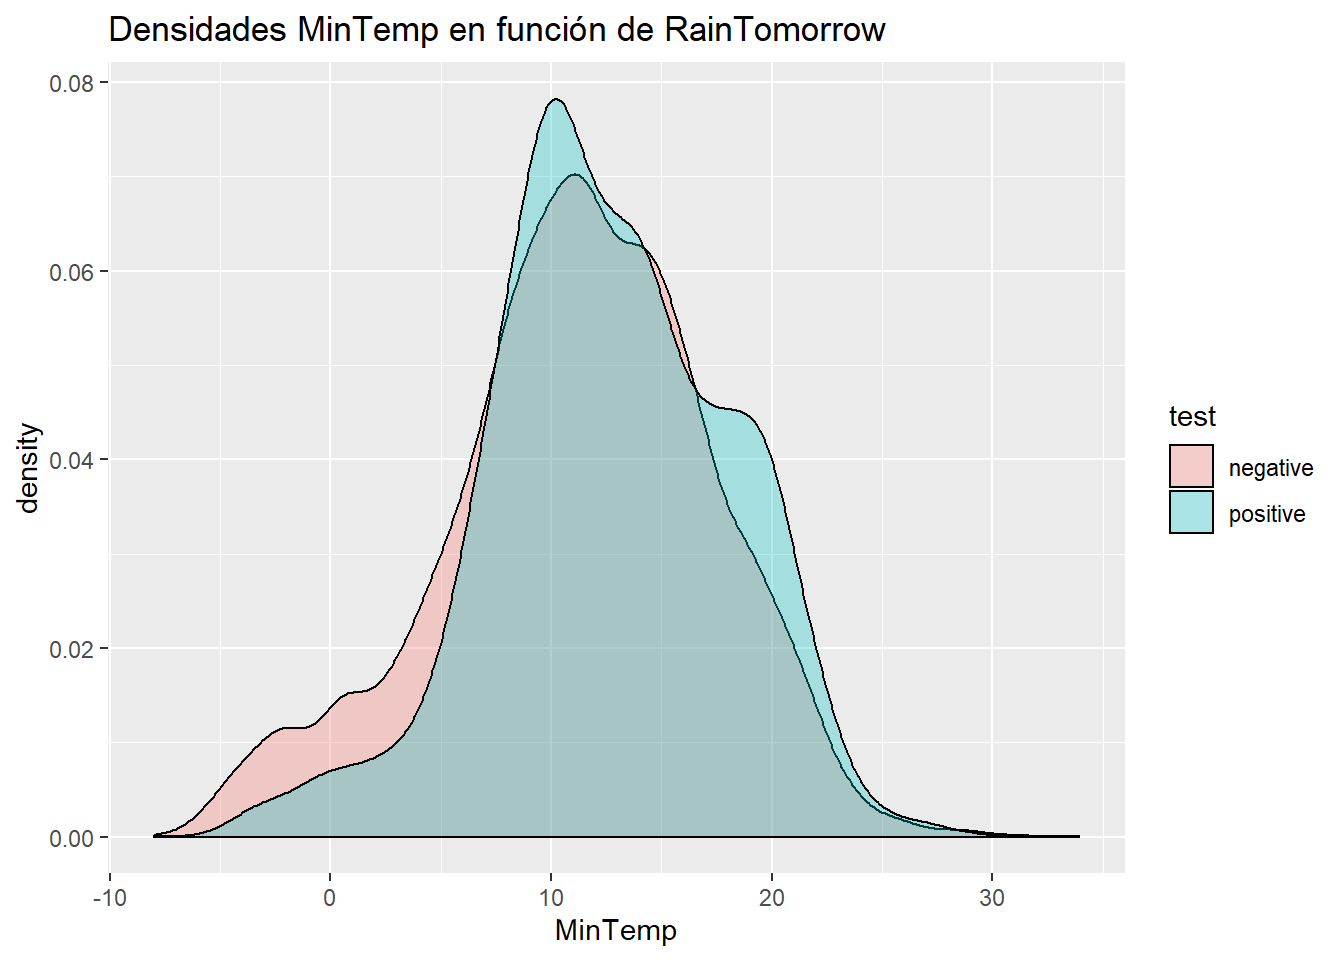 Densidades MinTemp en función de RainTomorrow
0.08
0.06
0.04
0.02
0.00
density
-10 0 10 20 30
MinTemp
test
negative
positive